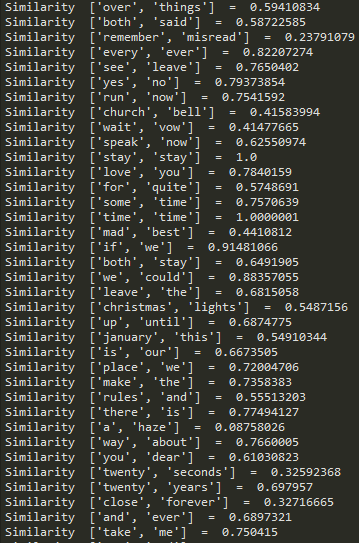 Similarity ['over', 'things'] = 0.59410834
Similarity ['both', 'said'] = 0.58722585
Similarity ['remember', 'misread'] = 0.23791079
Similarity ['every', 'ever'] = 0.82207274
Similarity ['see', 'leave'] = 0.7650402
Similarity ['yes', 'no'] = 0.79373854
Similarity ['run', 'now'] = 0.7541592
Similarity ['church', 'bell'] = 0.41583994
Similarity ['wait', 'vow'] = 0.41477665
Similarity ['speak', 'now'] = 0.62550974
Similarity ['stay', 'stay'] = 1.0
Similarity ['love', 'you'] = 0.7840159
Similarity ['for', 'quite'] = 0.5748691
Similarity ['some', 'time'] = 0.7570639
Similarity ['time', 'time'] = 1.0000001
Similarity ['mad', 'best'] = 0.4410812
Similarity ['if', 'we'] = 0.91481066
Similarity ['both', 'stay'] = 0.6491905
Similarity ['we', 'could'] = 0.88357055
Similarity ['leave', 'the'] = 0.6815058
Similarity ['christmas', 'lights'] = 0.5487156
Similarity ['up', 'until'] = 0.6874775
Similarity ['january', 'this'] = 0.54910344
Similarity ['is', 'our'] = 0.6673505
Similarity ['place', 'we'] = 0.72004706
Similarity ['make', 'the'] = 0.7358383
Similarity ['rules', 'and'] = 0.55513203
Similarity ['there', 'is'] = 0.77494127
Similarity ['a', 'haze'] = 0.08758026
Similarity ['way', 'about'] = 0.7660005
Similarity ['you', 'dear'] = 0.61030823
Similarity ['twenty', 'seconds'] = 0.32592368
Similarity ['twenty', 'years'] = 0.697957
Similarity ['close', 'forever'] = 0.32716665
Similarity ['and', 'ever'] = 0.6897321
Similarity ['take', 'me'] = 0.750415